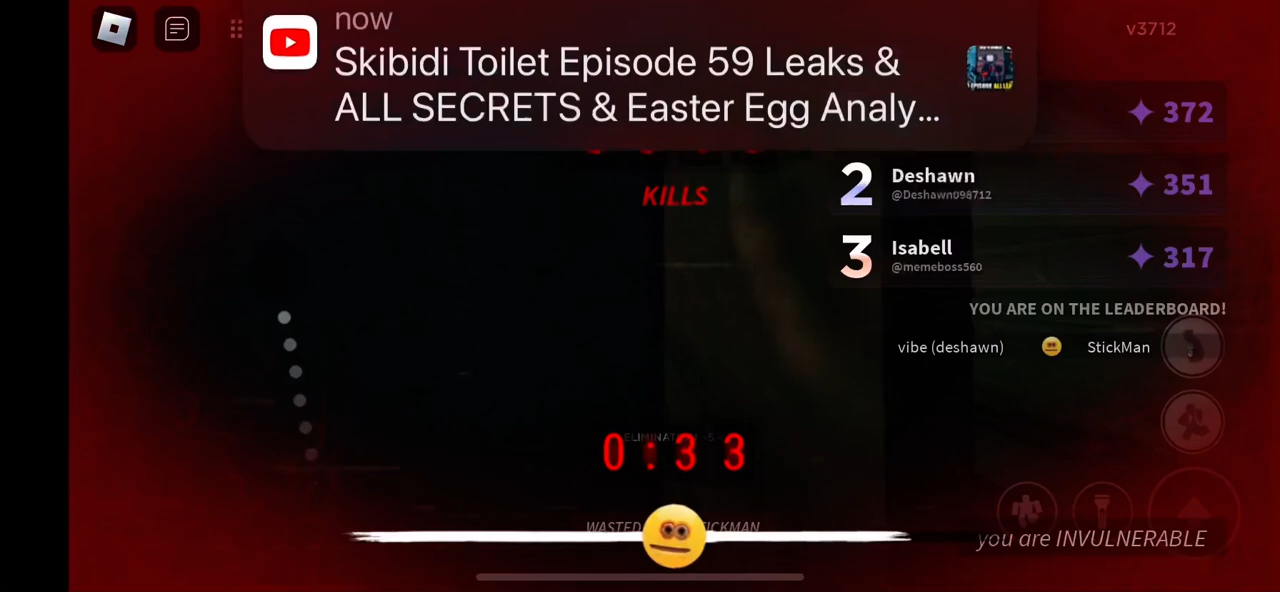 now
Skibidi Toilet Episode 59 Leaks &
ALL SECRETS & Easter Egg Analy...
v3712
372
KILLS
2 Deshawn 351
@Deshawn098712
3 Isabell 317
@memeboss560
YOU ARE ON THE LEADERBOARD!
vibe (deshawn) StickMan
0:33
WASTED
you are INVULNERABLE